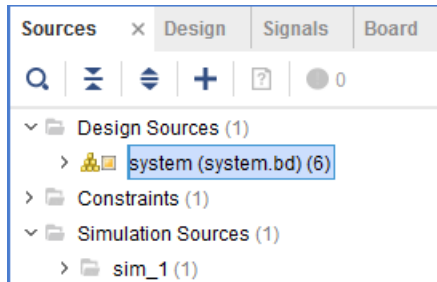 Sources × Design Signals Board
? 0
Design Sources (1)
system (system.bd) (6)
Constraints (1)
Simulation Sources (1)
sim_1 (1)